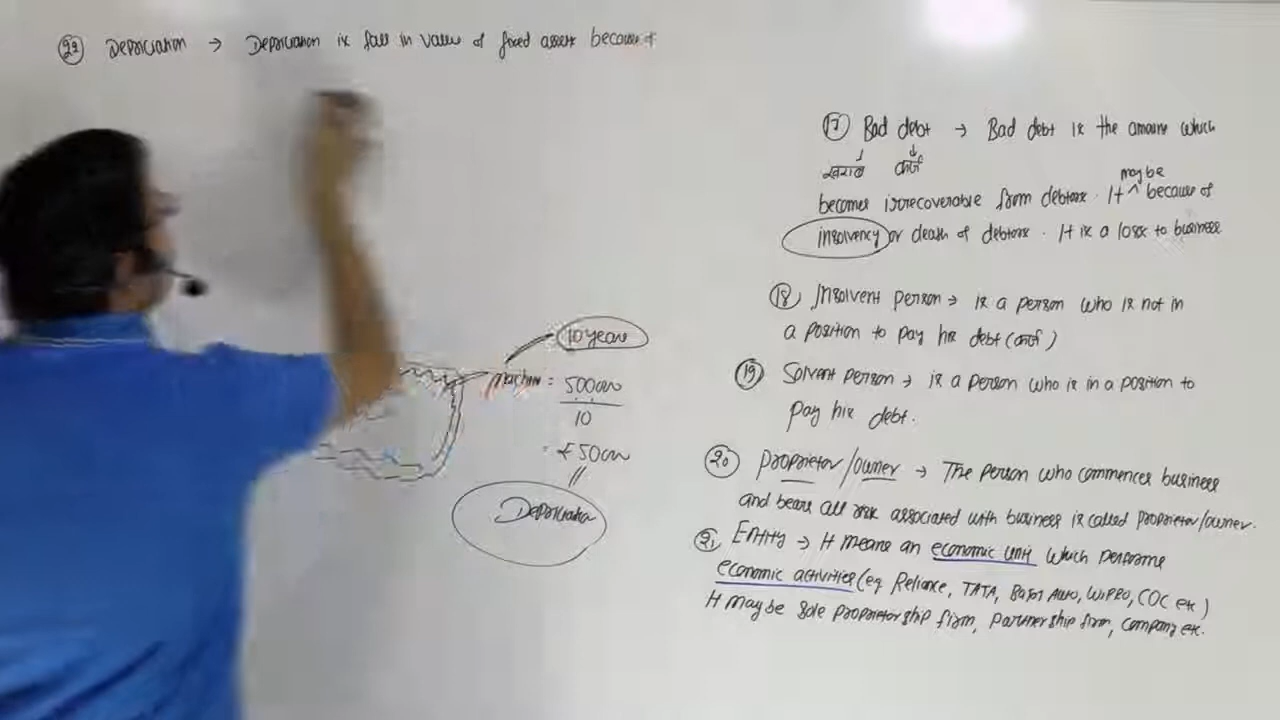 22 Depreciation → Depreciation is fall in value of fixed assets because of
10 years
Machine = 50000
10
= ₹ 5000
Depreciation
17 Bad debt → Bad debt is the amount which
खराब कर्ज
may be
becomes irrecoverable from debtors. It ^ because of
insolvency or death of debtors. It is a loss to business
18 Insolvent person → is a person who is not in
a position to pay his debt (कर्ज)
19 Solvent person → is a person who is in a position to
pay his debt.
20 Proprietor/owner → The person who commences business
and bears all risk associated with business is called proprietor/owner.
21 Entity → It means an economic unit which performs
economic activities (eg Reliance, TATA, Bajaj Auto, WIPRO, COC etc)
It may be sole proprietorship firm, partnership firm, company etc.